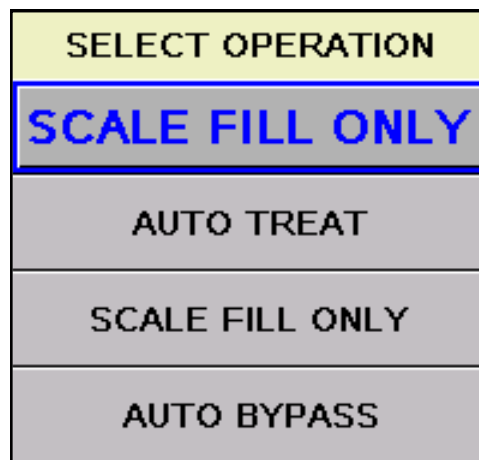 SELECT OPERATION
SCALE FILL ONLY
AUTO TREAT
SCALE FILL ONLY
AUTO BYPASS